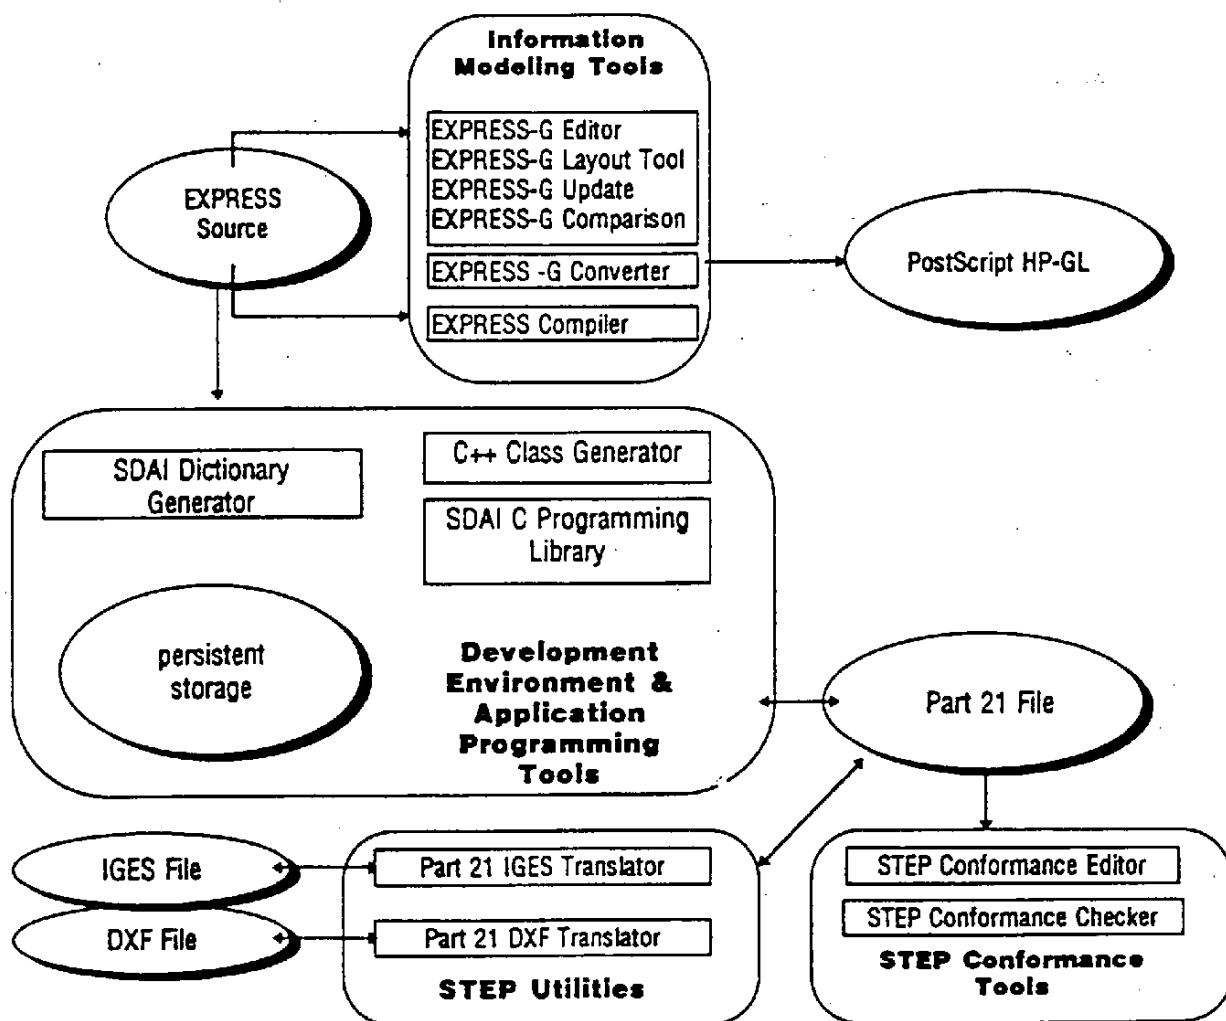 Information
Modeling Tools
EXPRESS-G Editor
EXPRESS-G Layout Tool
EXPRESS-G Update
EXPRESS-G Comparison
EXPRESS -G Converter
EXPRESS Compiler
EXPRESS
Source
PostScript HP-GL
SDAI Dictionary
Generator
C++ Class Generator
SDAI C Programming
Library
persistent
storage
Development
Environment &
Application
Programming
Tools
Part 21 File
IGES File
DXF File
Part 21 IGES Translator
Part 21 DXF Translator
STEP Utilities
STEP Conformance Editor
STEP Conformance Checker
STEP Conformance
Tools